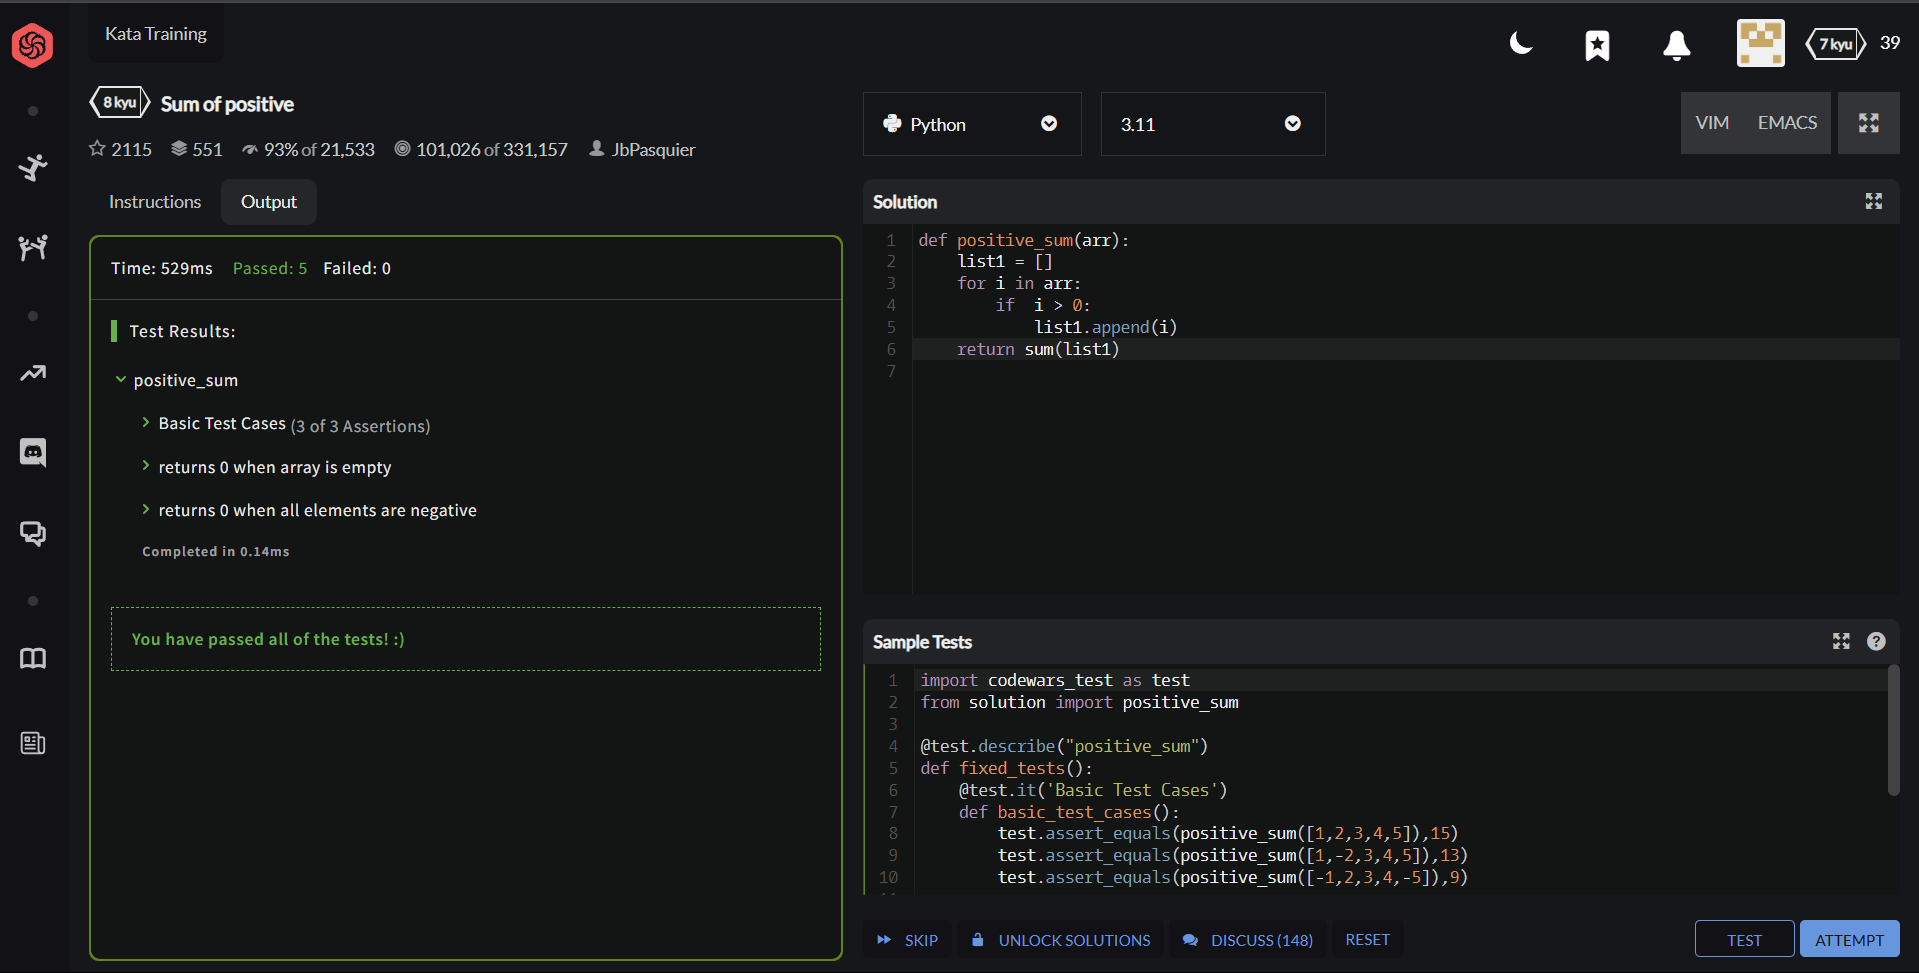 Kata Training
7 kyu 39
8 kyu Sum of positive
2115 551 93% of 21,533 101,026 of 331,157 JbPasquier
Python
3.11
VIM EMACS
Instructions Output
Time: 529ms Passed: 5 Failed: 0
Test Results:
positive_sum
Basic Test Cases (3 of 3 Assertions)
returns 0 when array is empty
returns 0 when all elements are negative
Completed in 0.14ms
You have passed all of the tests! :)
Solution
1 def positive_sum(arr):
2     list1 = []
3     for i in arr:
4         if  i > 0:
5             list1.append(i)
6     return sum(list1)
7
Sample Tests
1 import codewars_test as test
2 from solution import positive_sum
3
4 @test.describe("positive_sum")
5 def fixed_tests():
6     @test.it('Basic Test Cases')
7     def basic_test_cases():
8         test.assert_equals(positive_sum([1,2,3,4,5]),15)
9         test.assert_equals(positive_sum([1,-2,3,4,5]),13)
10         test.assert_equals(positive_sum([-1,2,3,4,-5]),9)
SKIP UNLOCK SOLUTIONS DISCUSS (148) RESET TEST ATTEMPT